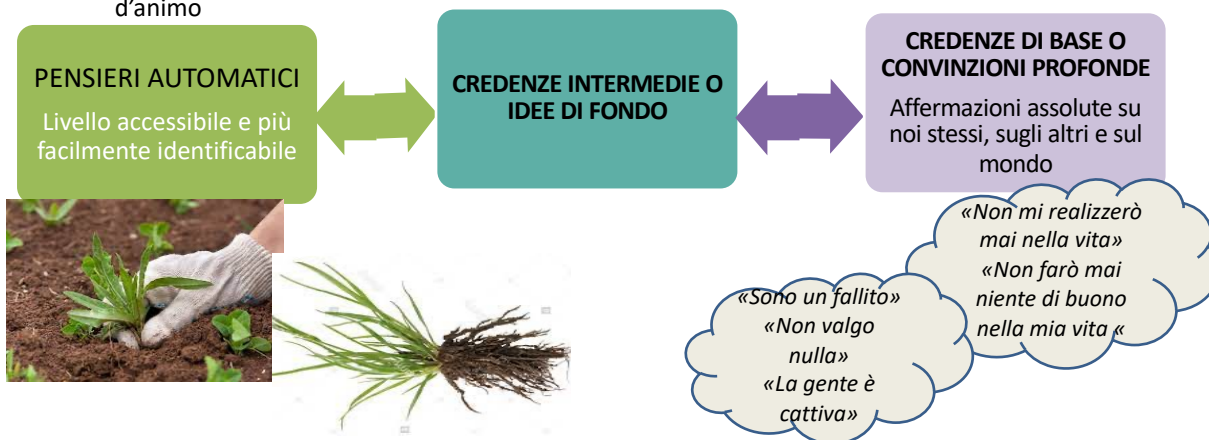 d’animo
PENSIERI AUTOMATICI
Livello accessibile e più
facilmente identificabile
CREDENZE INTERMEDIE O
IDEE DI FONDO
CREDENZE DI BASE O
CONVINZIONI PROFONDE
Affermazioni assolute su
noi stessi, sugli altri e sul
mondo
«Non mi realizzerò
mai nella vita»
«Non farò mai
niente di buono
nella mia vita «
«Sono un fallito»
«Non valgo
nulla»
«La gente è
cattiva»